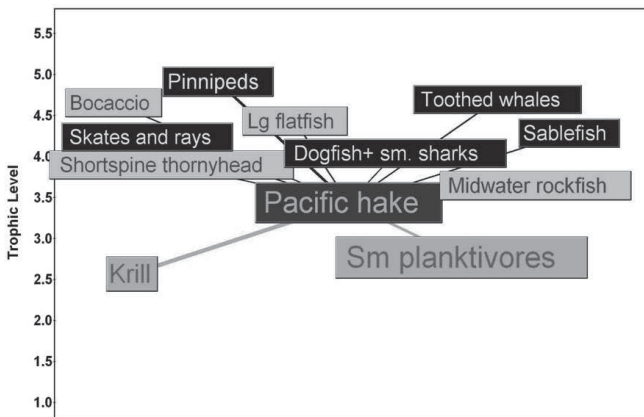 5.5
5.0
4.5
4.0
3.5
3.0
2.5
2.0
1.5
1.0
Trophic Level
Pinnipeds
Bocaccio
Toothed whales
Lg flatfish
Skates and rays
Sablefish
Dogfish+ sm. sharks
Shortspine thornyhead
Midwater rockfish
Pacific hake
Sm planktivores
Krill